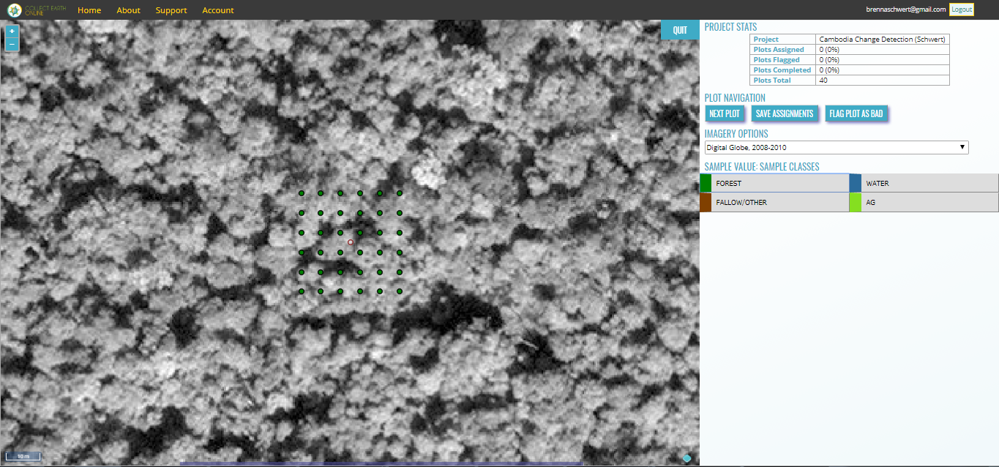 COLLECT EARTH
ONLINE
Home About Support Account
brennaschwert@gmail.com Logout
+
−
QUIT
PROJECT STATS
Project Cambodia Change Detection (Schwert)
Plots Assigned 0 (0%)
Plots Flagged 0 (0%)
Plots Completed 0 (0%)
Plots Total 40
PLOT NAVIGATION
NEXT PLOT SAVE ASSIGNMENTS FLAG PLOT AS BAD
IMAGERY OPTIONS
Digital Globe, 2008-2010
SAMPLE VALUE: SAMPLE CLASSES
FOREST WATER
FALLOW/OTHER AG
10 m